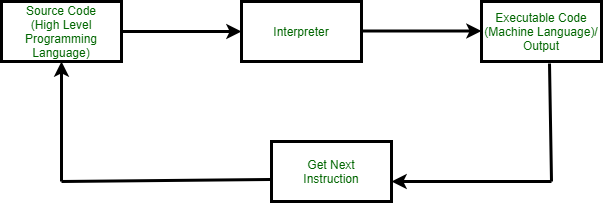 Source Code
(High Level
Programming
Language)
Interpreter
Executable Code
(Machine Language)/
Output
Get Next
Instruction